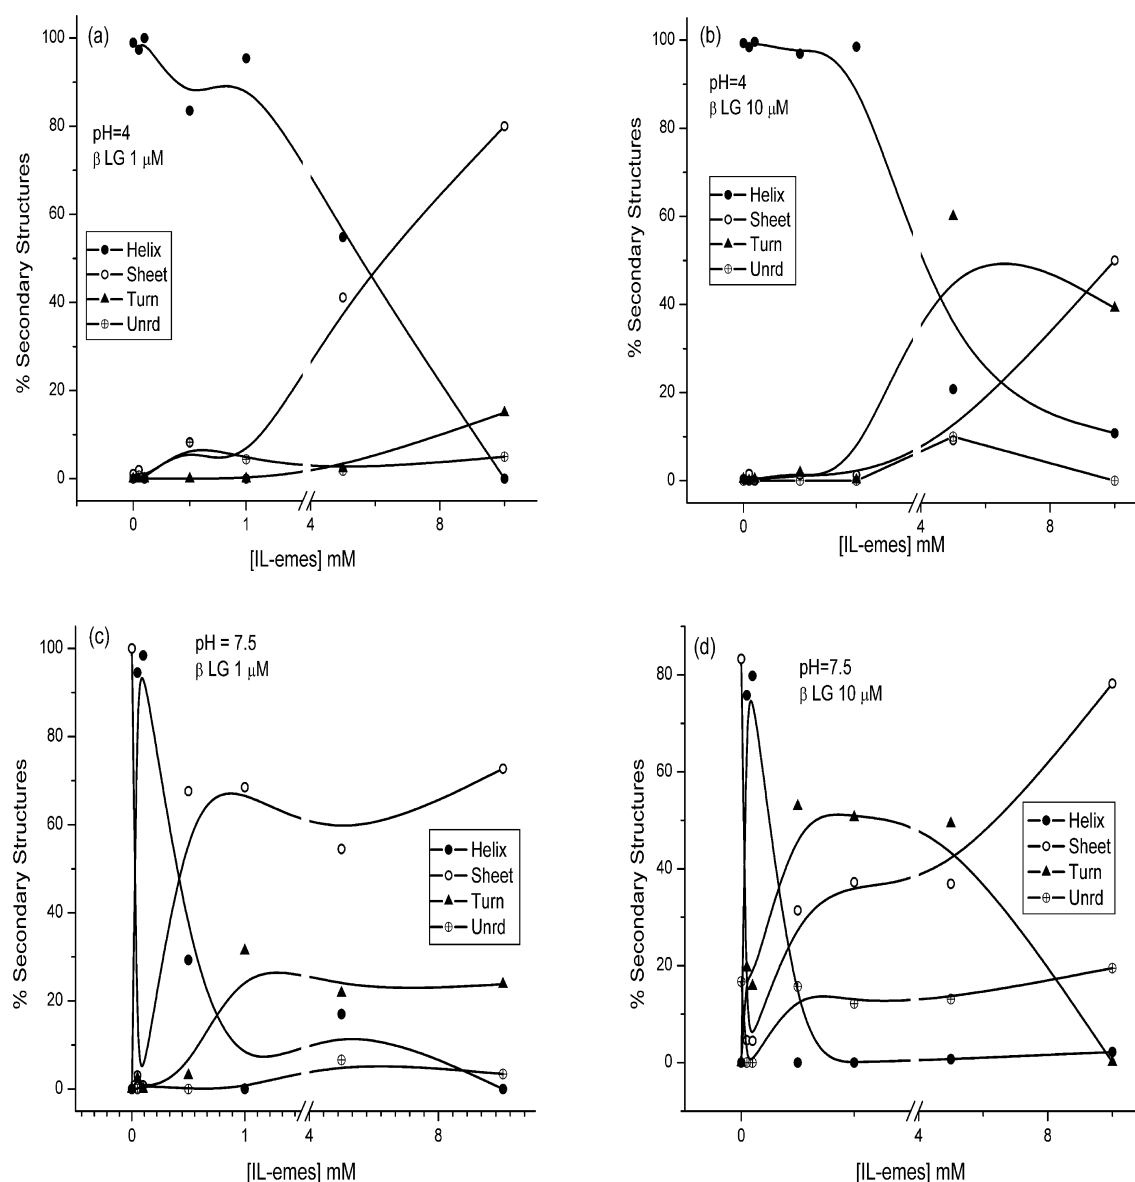 (a)
pH=4
β LG 1 μM
Helix
Sheet
Turn
Unrd
% Secondary Structures
100
80
60
40
20
0
0 1 4 8
[IL-emes] mM
(b)
pH=4
β LG 10 μM
Helix
Sheet
Turn
Unrd
% Secondary Structures
100
80
60
40
20
0
0 4 8
[IL-emes] mM
(c)
pH = 7.5
β LG 1 μM
Helix
Sheet
Turn
Unrd
% Secondary Structures
100
80
60
40
20
0
0 1 4 8
[IL-emes] mM
(d)
pH=7.5
β LG 10 μM
Helix
Sheet
Turn
Unrd
% Secondary Structures
80
60
40
20
0
0 4 8
[IL-emes] mM